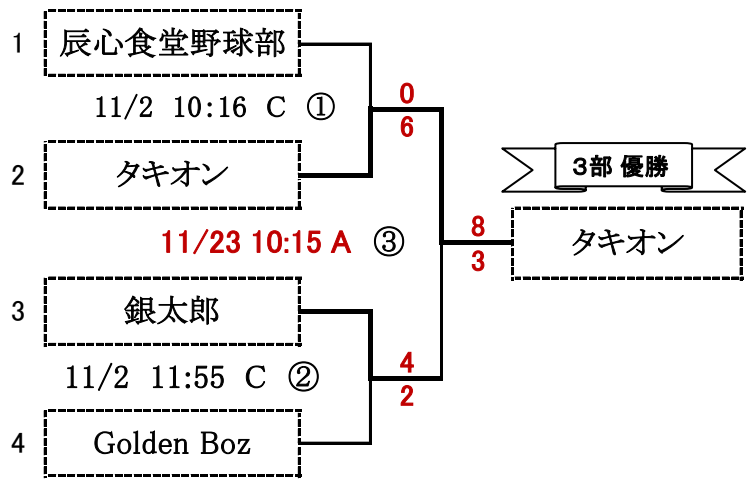 1 辰心食堂野球部
0
11/2 10:16 C ①
6
3部 優勝
2 タキオン
8
11/23 10:15 A ③
タキオン
3
3 銀太郎
4
11/2 11:55 C ②
2
4 Golden Boz